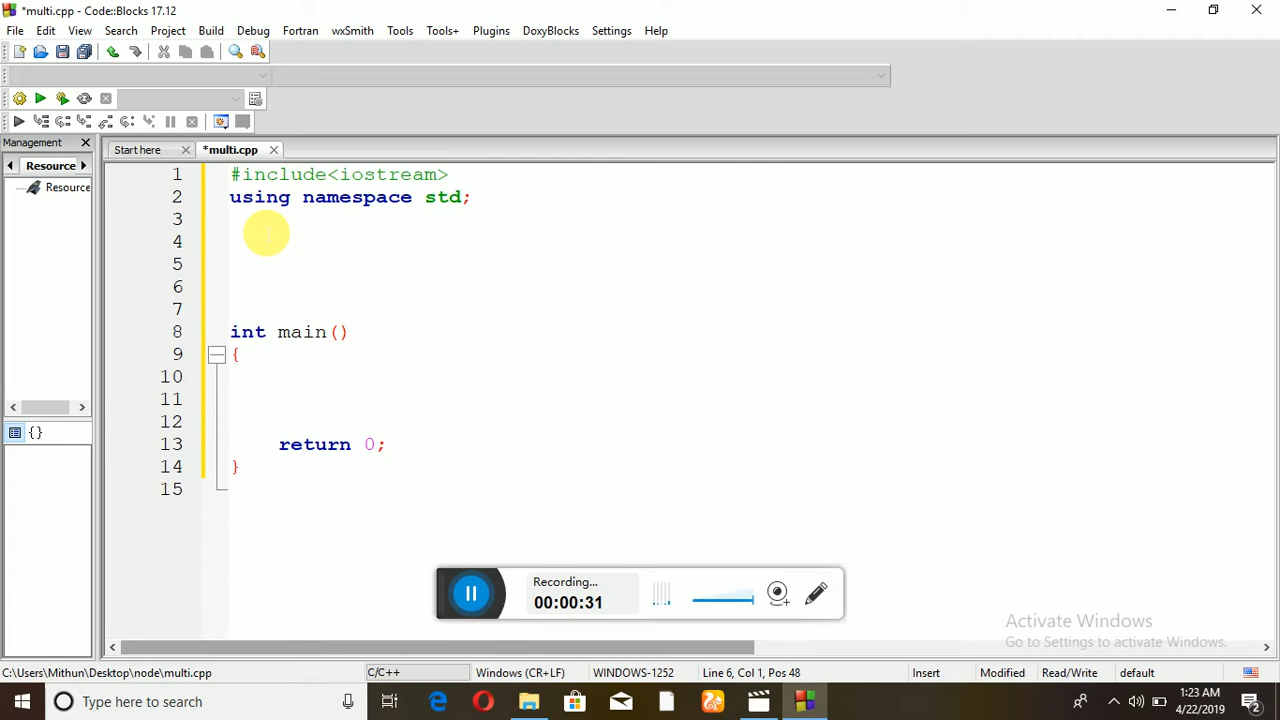 *multi.cpp - Code::Blocks 17.12
File Edit View Search Project Build Debug Fortran wxSmith Tools Tools+ Plugins DoxyBlocks Settings Help
Management
Start here *multi.cpp
Resource
Resource
1 #include<iostream>
2 using namespace std;
3
4
5
6
7
8 int main()
9 {
10
11
12
13 return 0;
14 }
15
{}
Recording...
00:00:31
Activate Windows
Go to Settings to activate Windows.
C:\Users\Mithun\Desktop\node\multi.cpp C/C++ Windows (CR+LF) WINDOWS-1252 Line 6, Col 1, Pos 48 Insert Modified Read/Write default
Type here to search
1:23 AM
4/22/2019
2